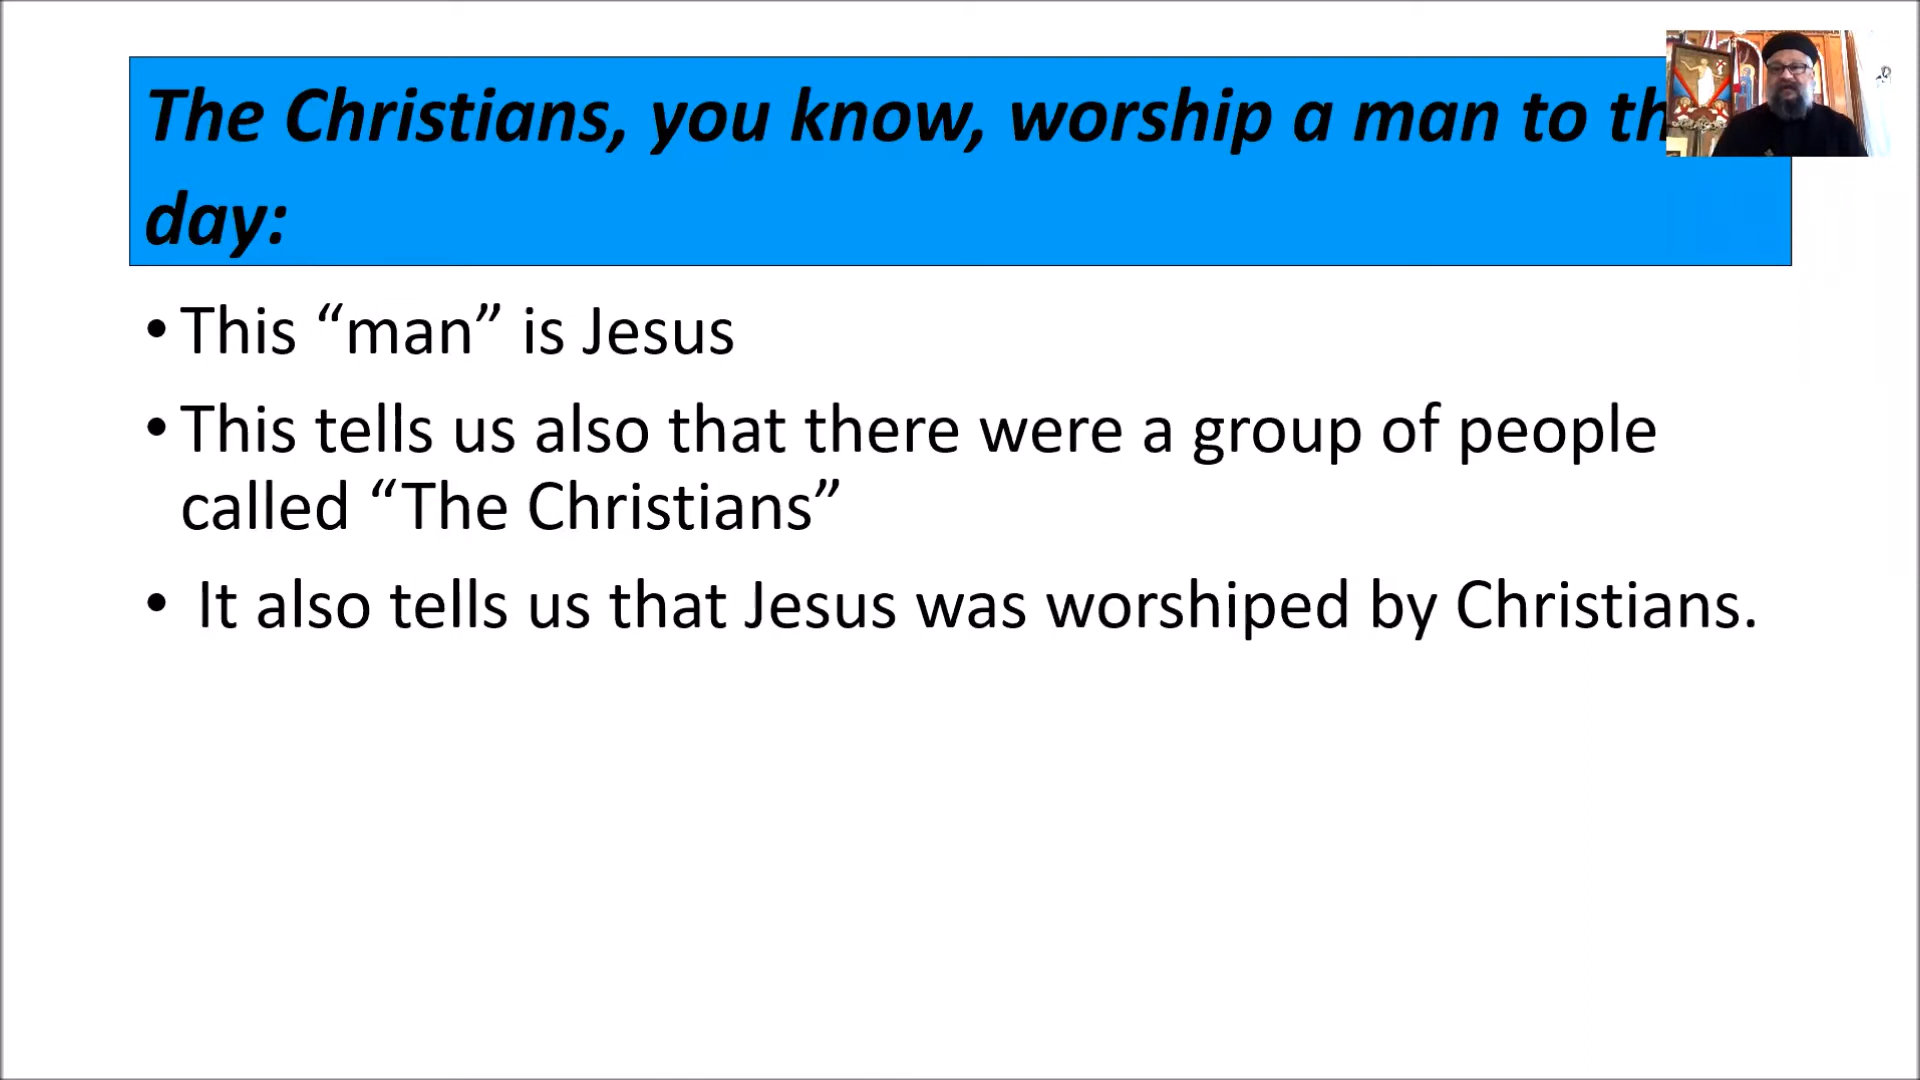 The Christians, you know, worship a man to
day:
• This “man” is Jesus
• This tells us also that there were a group of people
called “The Christians”
• It also tells us that Jesus was worshiped by Christians.